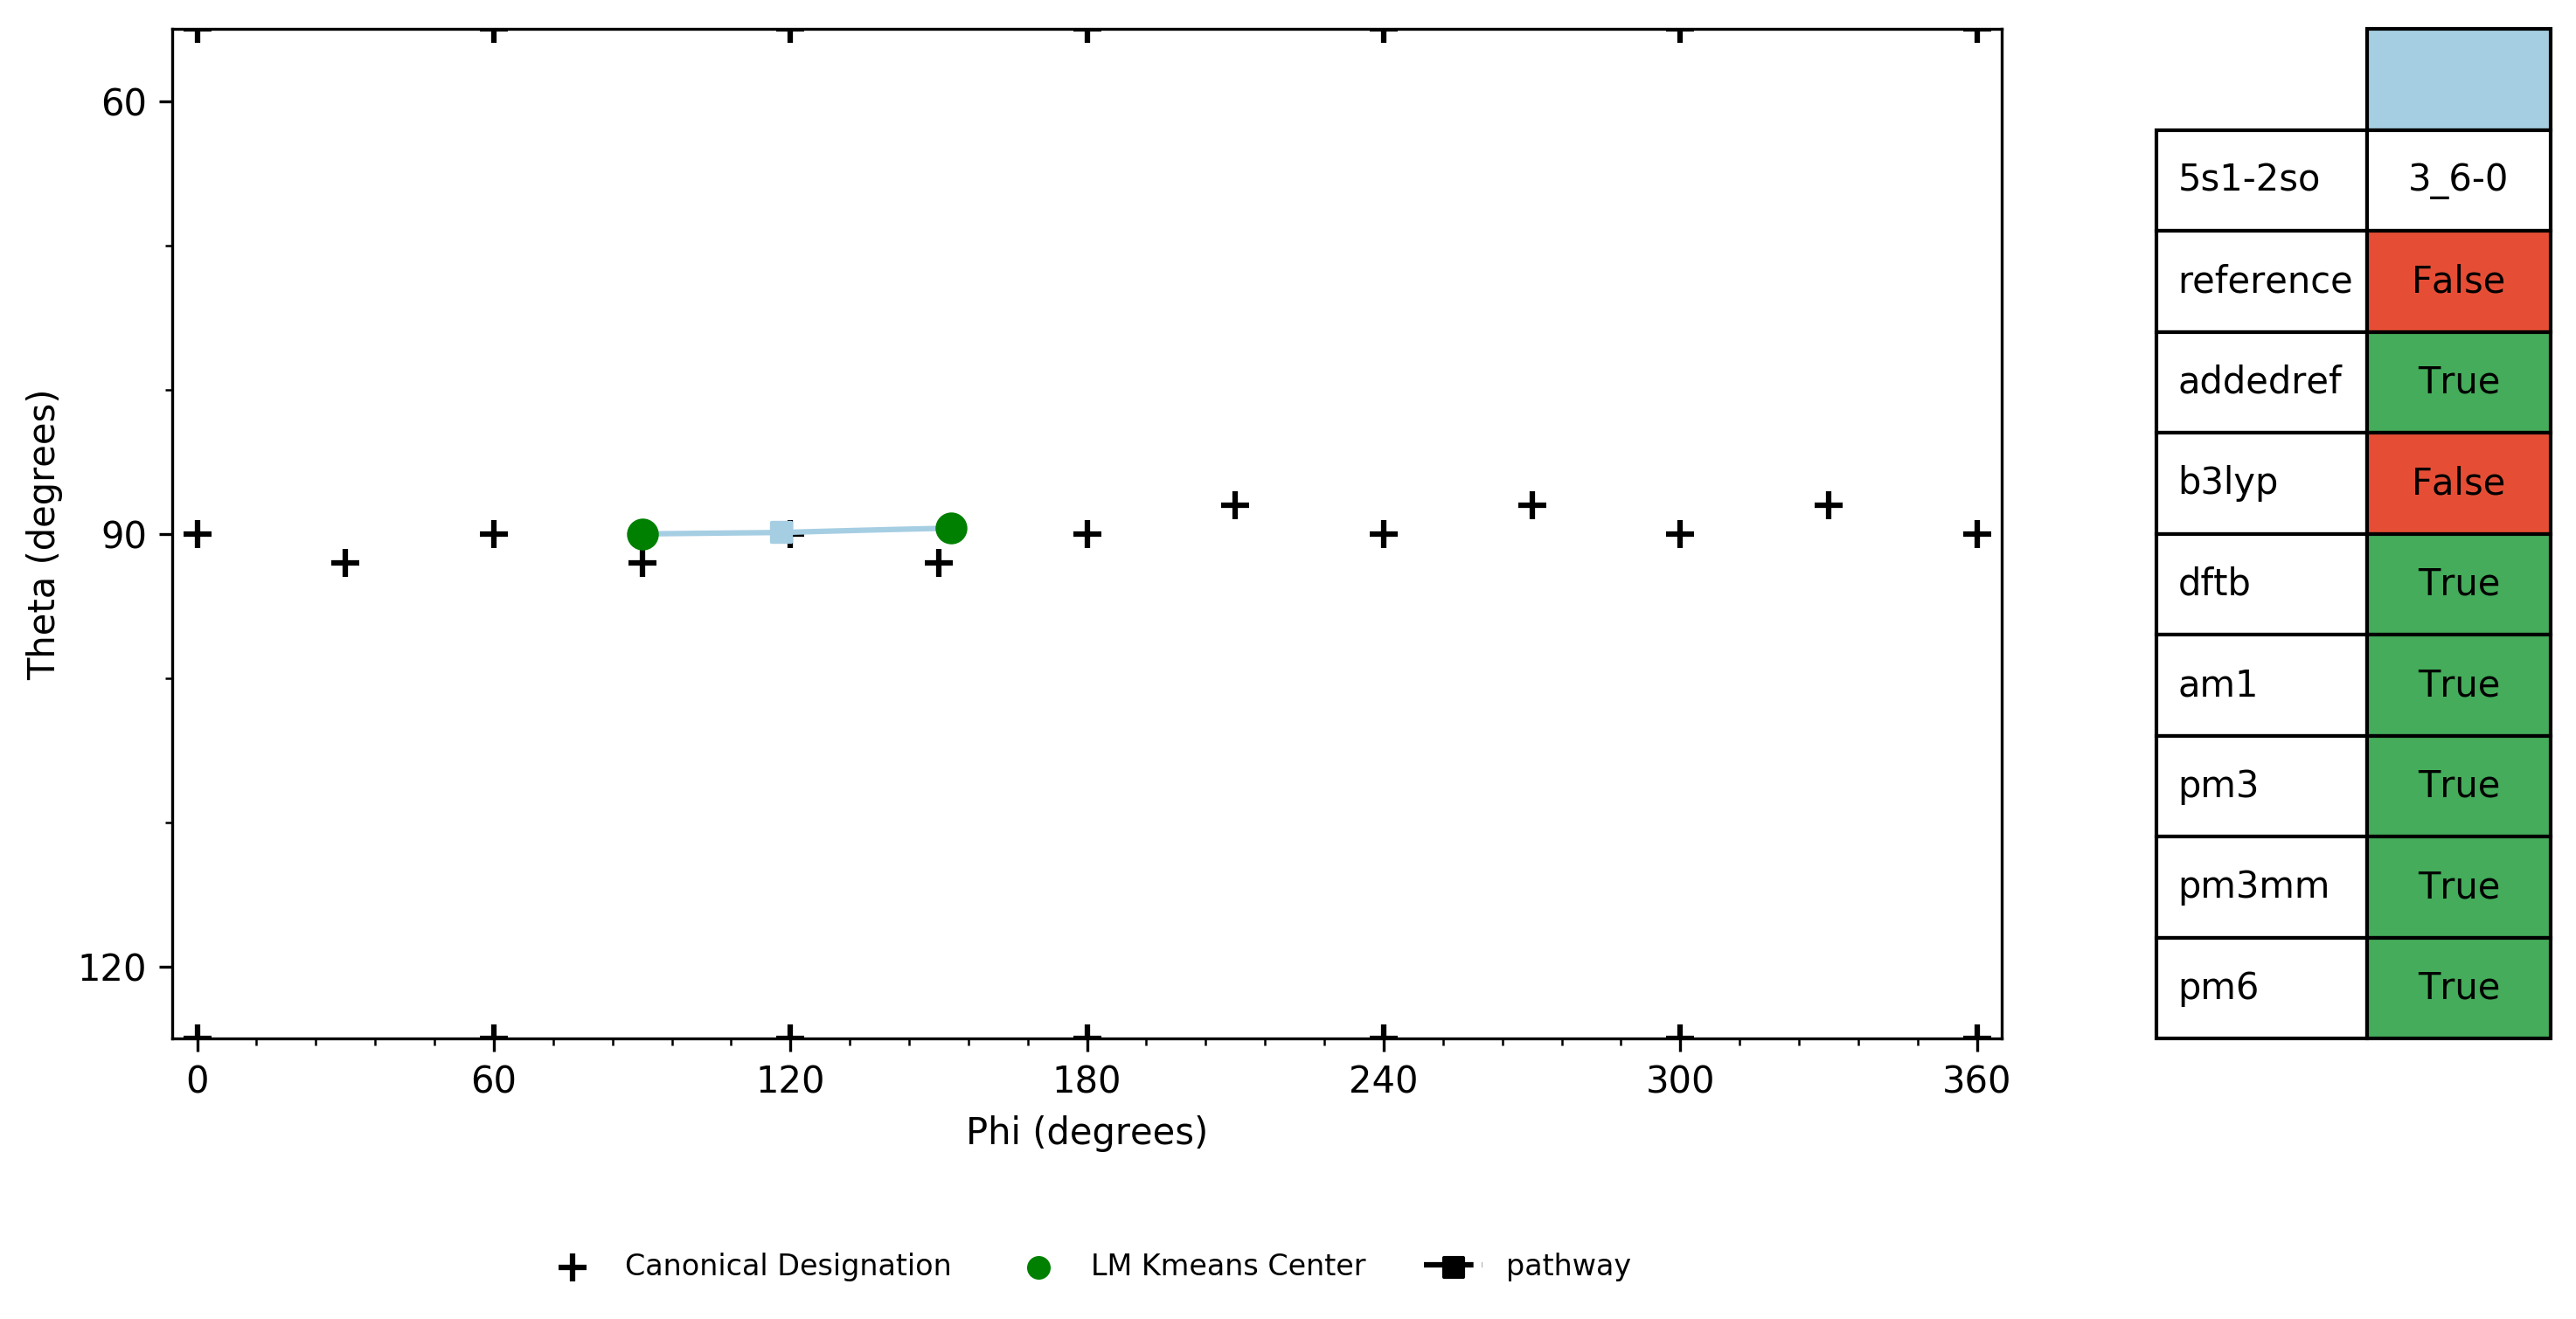 60
90
120
Theta (degrees)
0 60 120 180 240 300 360
Phi (degrees)
Canonical Designation LM Kmeans Center pathway
5s1-2so 3_6-0
reference False
addedref True
b3lyp False
dftb True
am1 True
pm3 True
pm3mm True
pm6 True